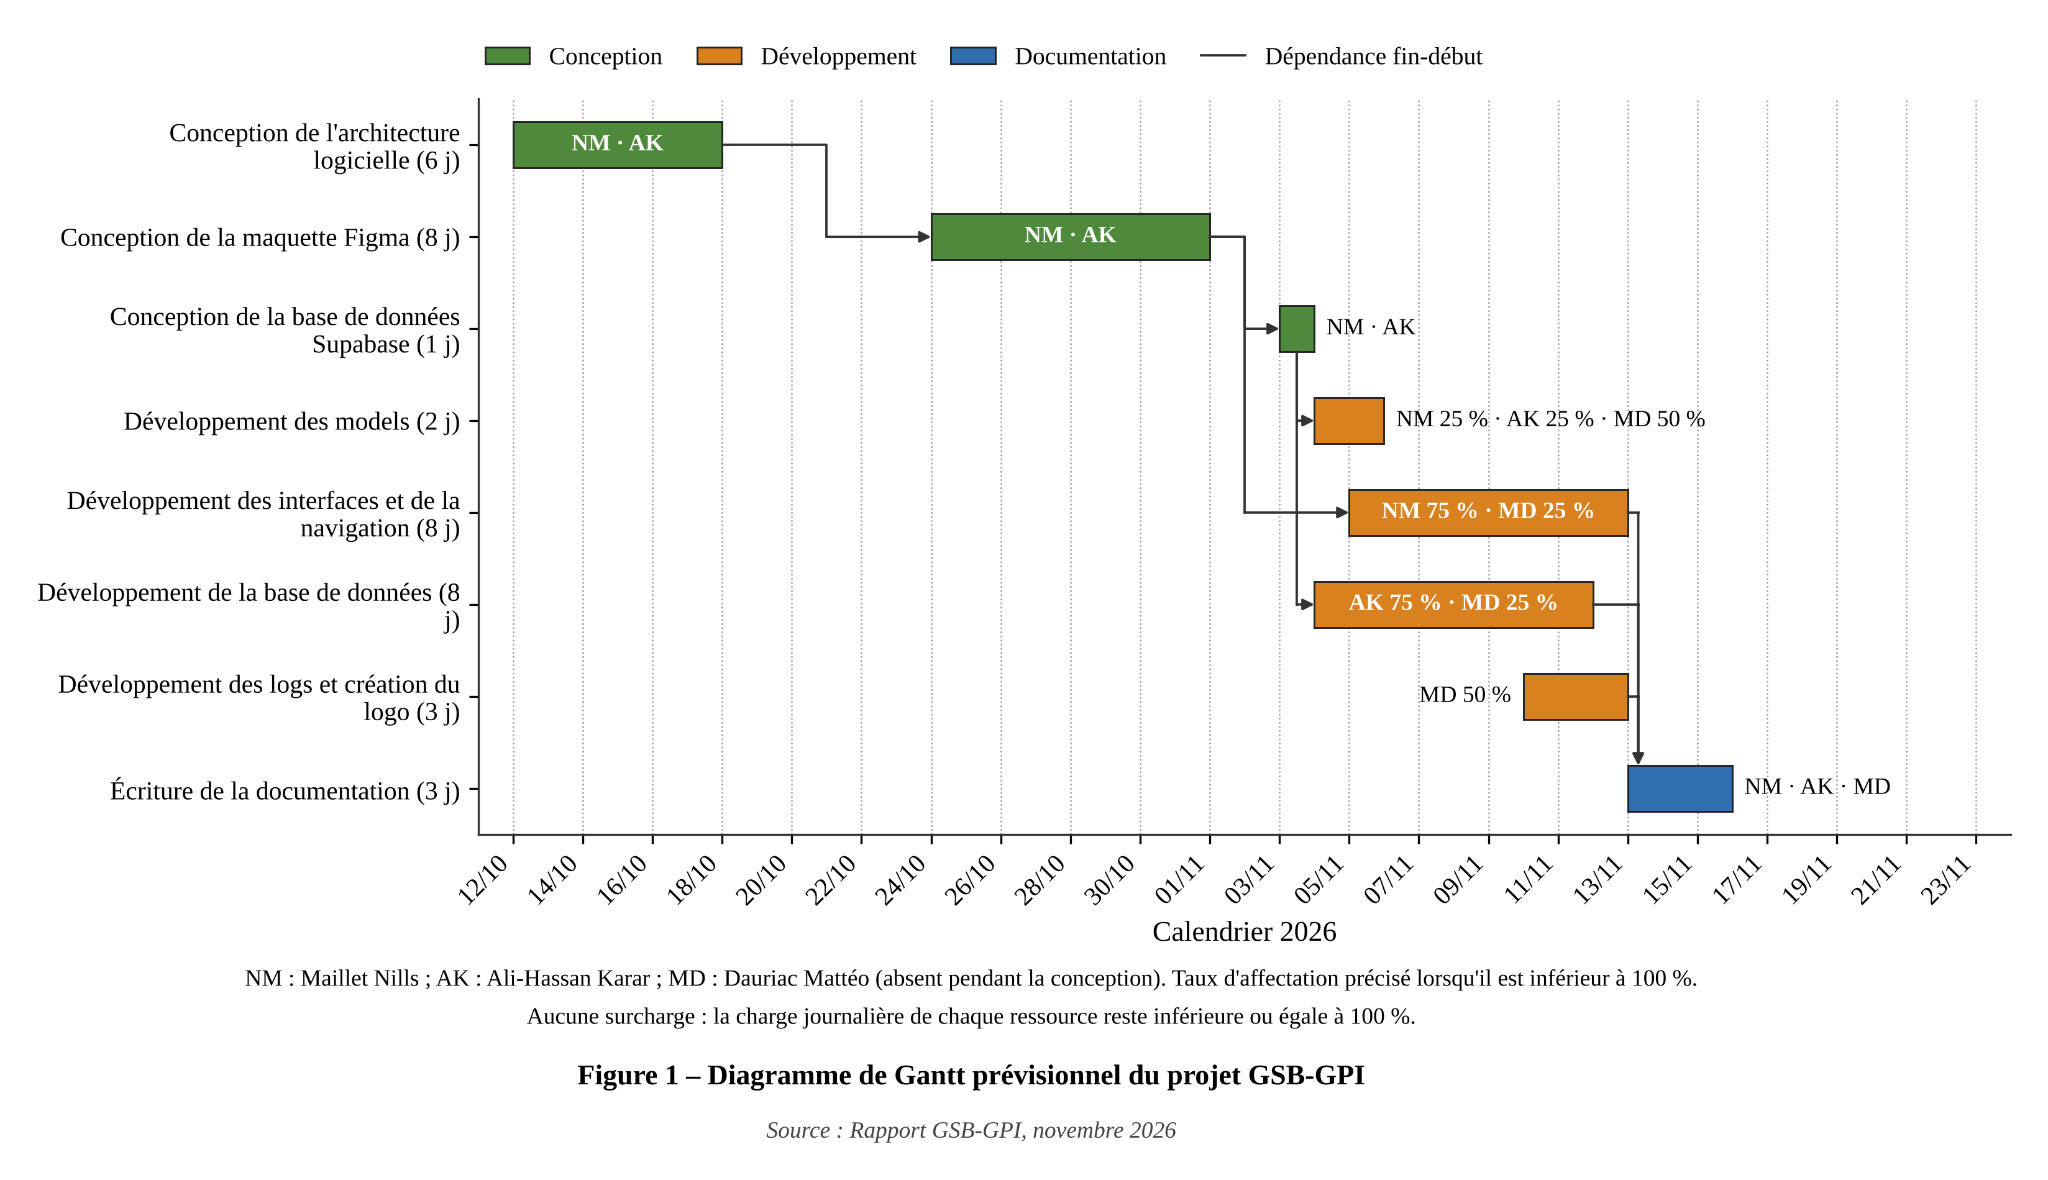 Conception
Développement
Documentation
Dépendance fin-début
Conception de l'architecture
logicielle (6 j)
NM · AK
Conception de la maquette Figma (8 j)
NM · AK
Conception de la base de données
Supabase (1 j)
NM · AK
Développement des models (2 j)
NM 25 % · AK 25 % · MD 50 %
Développement des interfaces et de la
navigation (8 j)
NM 75 % · MD 25 %
Développement de la base de données (8
j)
AK 75 % · MD 25 %
Développement des logs et création du
logo (3 j)
MD 50 %
Écriture de la documentation (3 j)
NM · AK · MD
12/10
14/10
16/10
18/10
20/10
22/10
24/10
26/10
28/10
30/10
01/11
03/11
05/11
07/11
09/11
11/11
13/11
15/11
17/11
19/11
21/11
23/11
Calendrier 2026
NM : Maillet Nills ; AK : Ali-Hassan Karar ; MD : Dauriac Mattéo (absent pendant la conception). Taux d'affectation précisé lorsqu'il est inférieur à 100 %.
Aucune surcharge : la charge journalière de chaque ressource reste inférieure ou égale à 100 %.
Figure 1 – Diagramme de Gantt prévisionnel du projet GSB-GPI
Source : Rapport GSB-GPI, novembre 2026